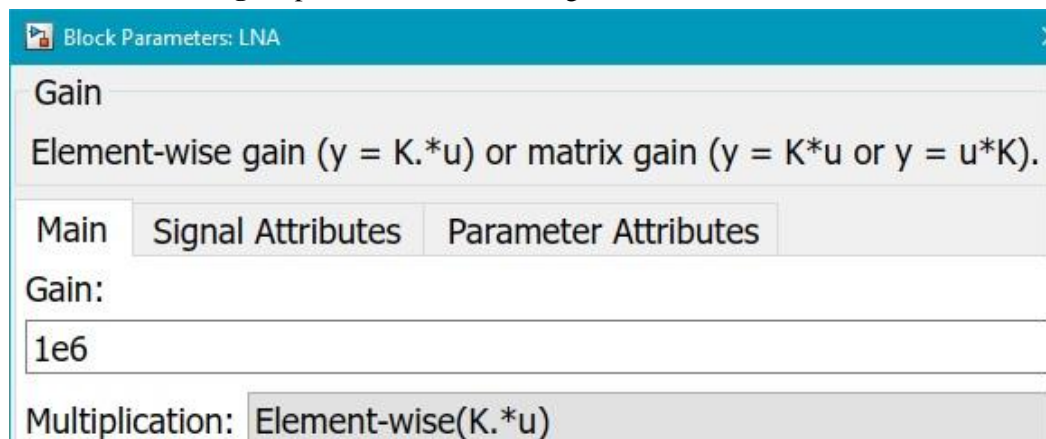 Block Parameters: LNA
Gain
Element-wise gain (y = K.*u) or matrix gain (y = K*u or y = u*K).
Main Signal Attributes Parameter Attributes
Gain:
1e6
Multiplication: Element-wise(K.*u)